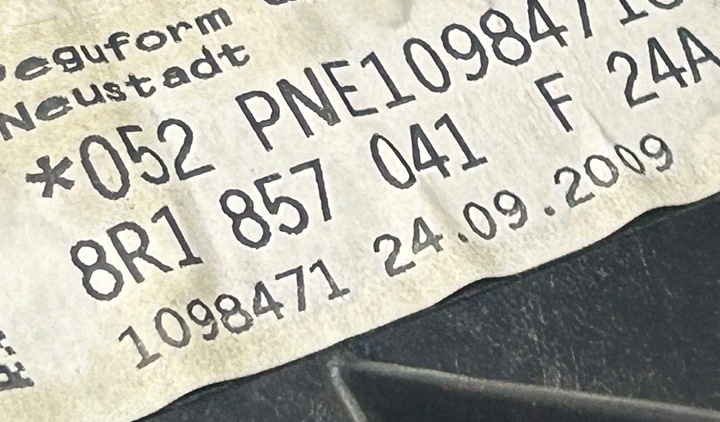 Peguform
Neustadt
*052 PNE1098471
8R1 857 041 F 24A
1098471 24.09.2009